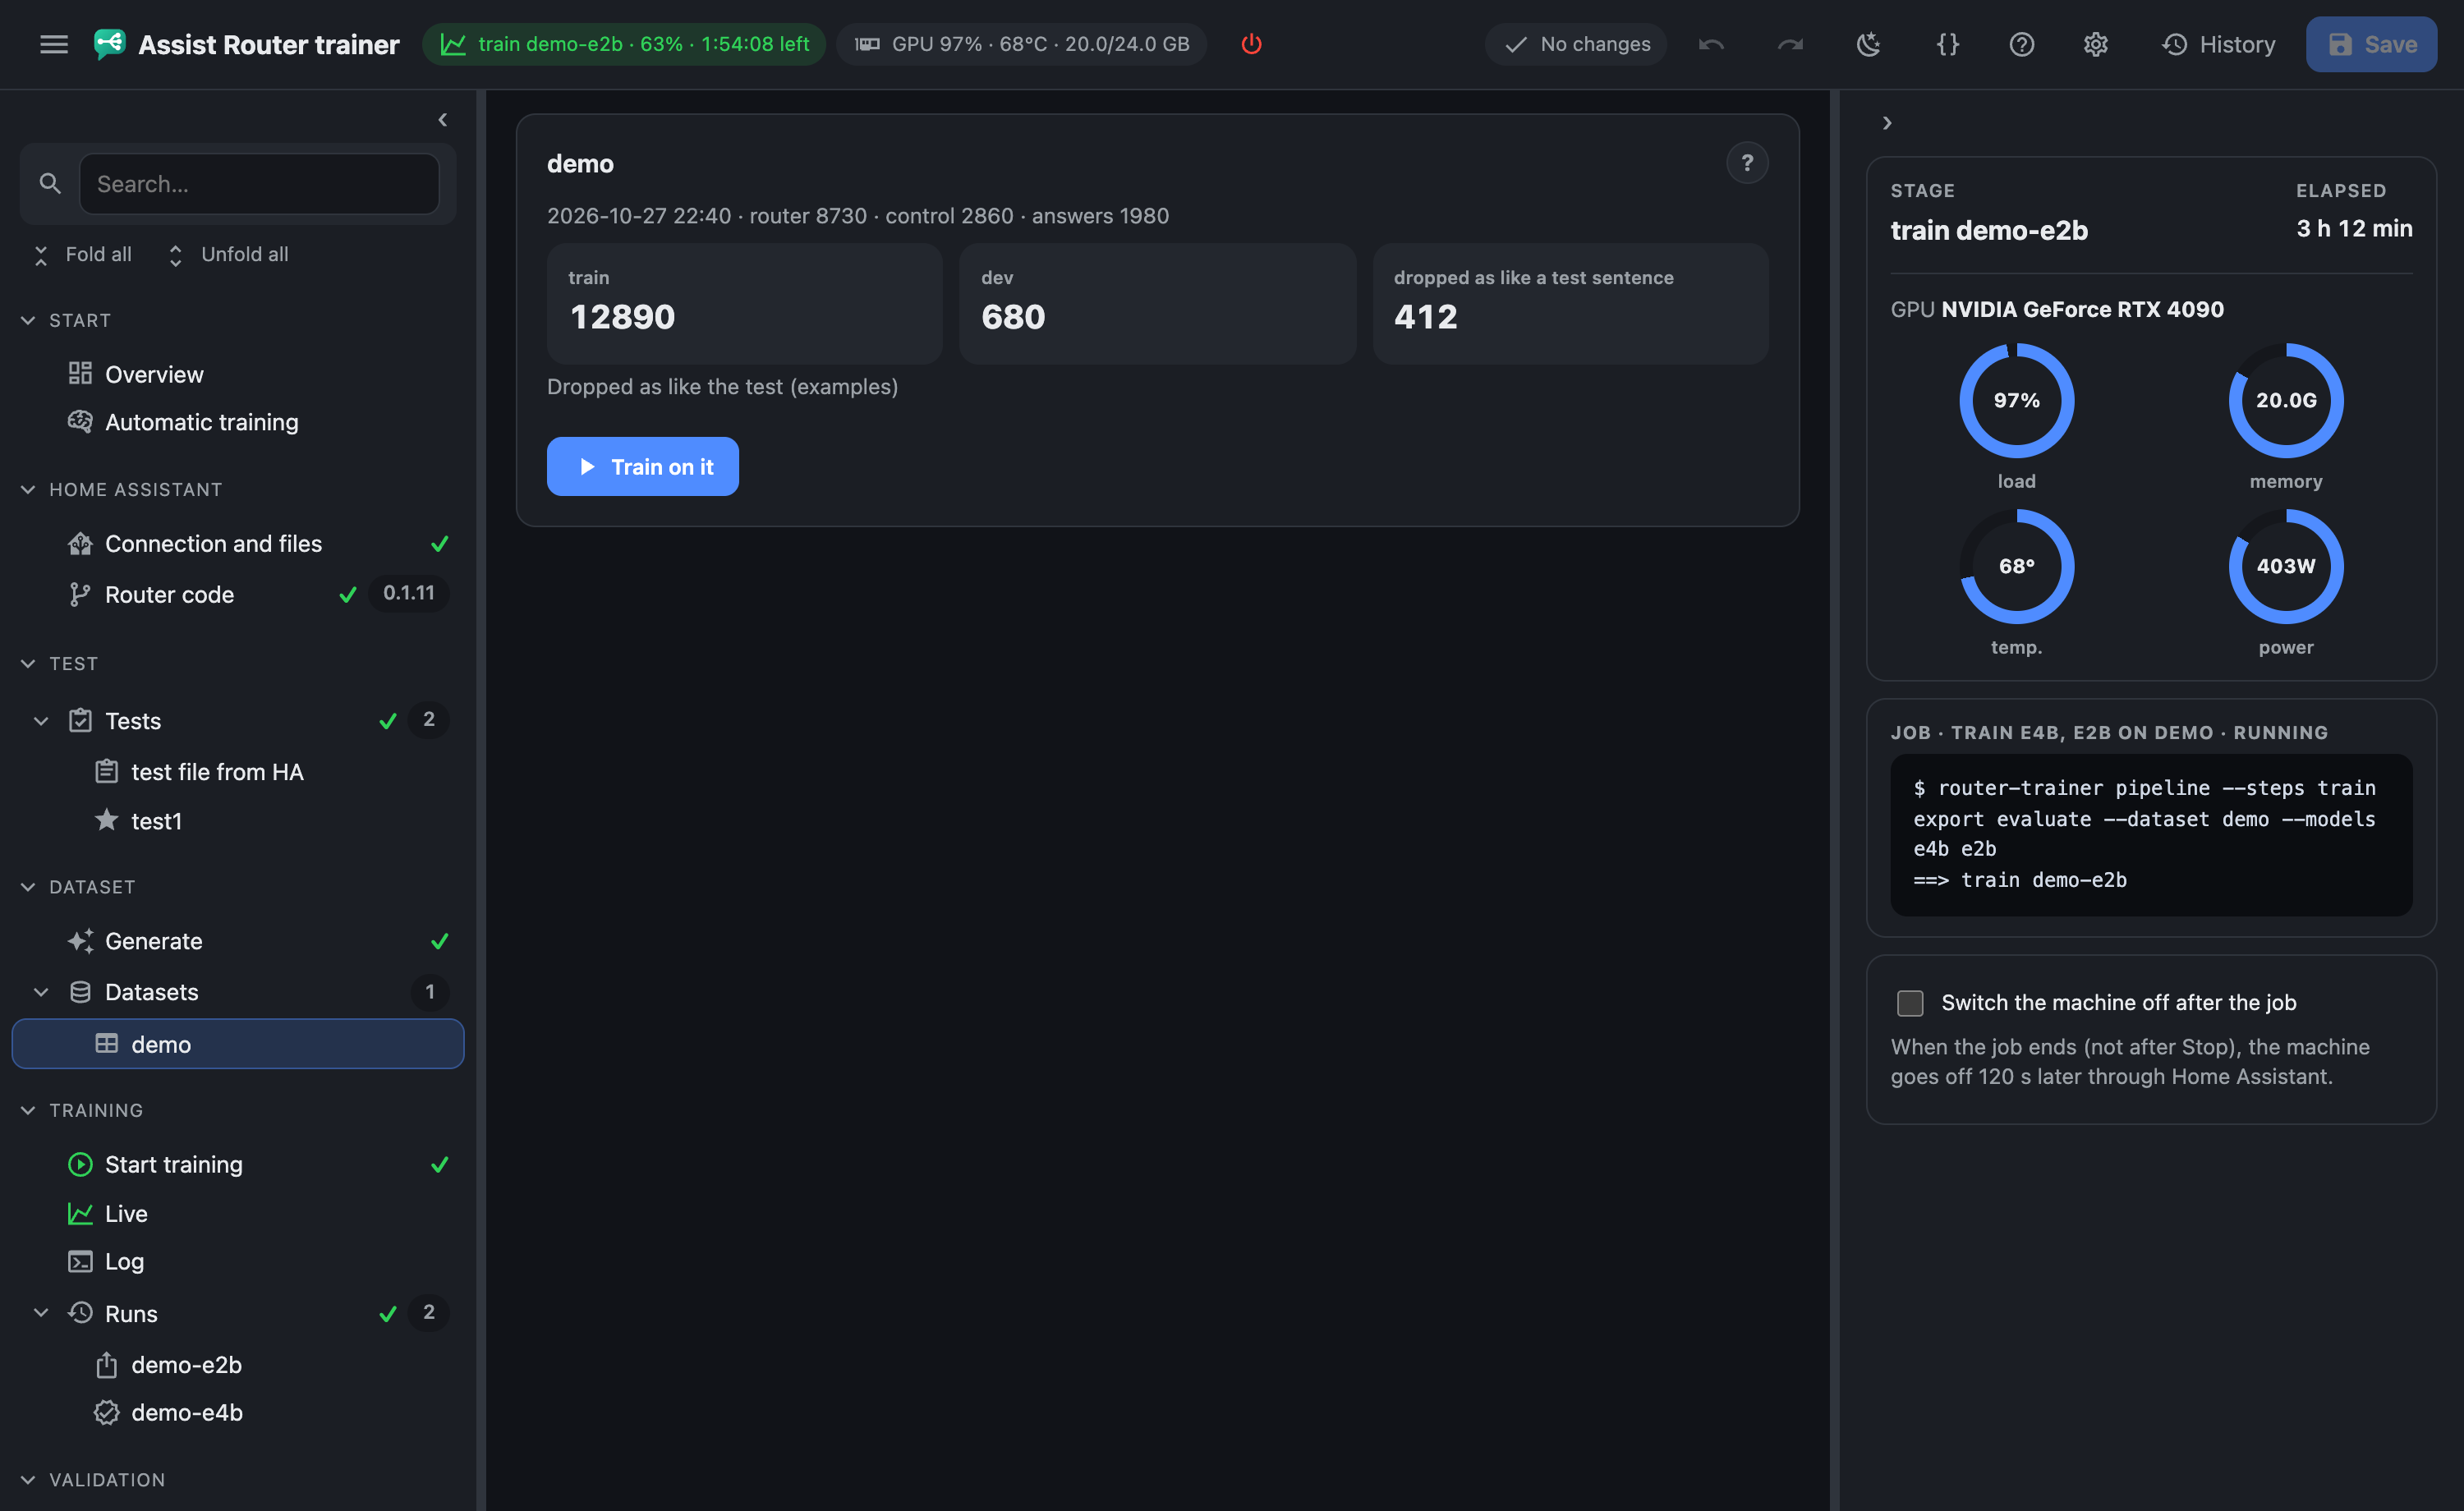 Assist Router trainer
train demo-e2b · 63% · 1:54:08 left
GPU 97% · 68°C · 20.0/24.0 GB
No changes
{}
History
Save
Search...
Fold all
Unfold all
START
Overview
Automatic training
HOME ASSISTANT
Connection and files
Router code
0.1.11
TEST
Tests
2
test file from HA
test1
DATASET
Generate
Datasets
1
demo
TRAINING
Start training
Live
Log
Runs
2
demo-e2b
demo-e4b
VALIDATION
demo
?
2026-10-27 22:40 · router 8730 · control 2860 · answers 1980
train
12890
dev
680
dropped as like a test sentence
412
Dropped as like the test (examples)
Train on it
STAGE
train demo-e2b
ELAPSED
3 h 12 min
GPU NVIDIA GeForce RTX 4090
97%
load
20.0G
memory
68°
temp.
403W
power
JOB · TRAIN E4B, E2B ON DEMO · RUNNING
$ router-trainer pipeline --steps train
export evaluate --dataset demo --models
e4b e2b
==> train demo-e2b
Switch the machine off after the job
When the job ends (not after Stop), the machine
goes off 120 s later through Home Assistant.